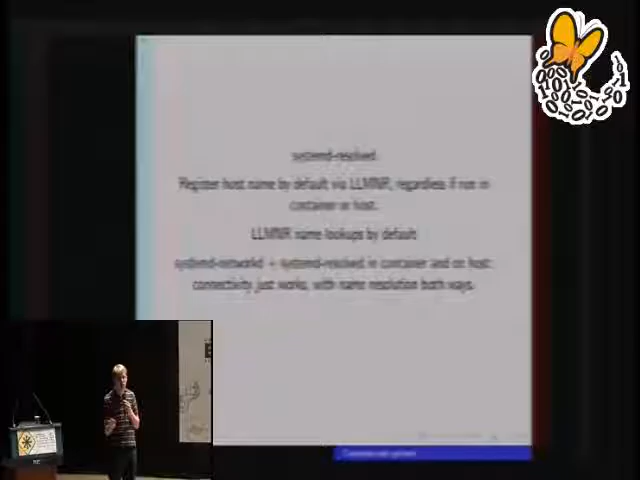 systemd-resolved
Register host name by default via LLMNR, regardless if run in
container or host.
LLMNR name lookups by default
systemd-networkd + systemd-resolved in container and on host:
connectivity just works, with name resolution both ways.